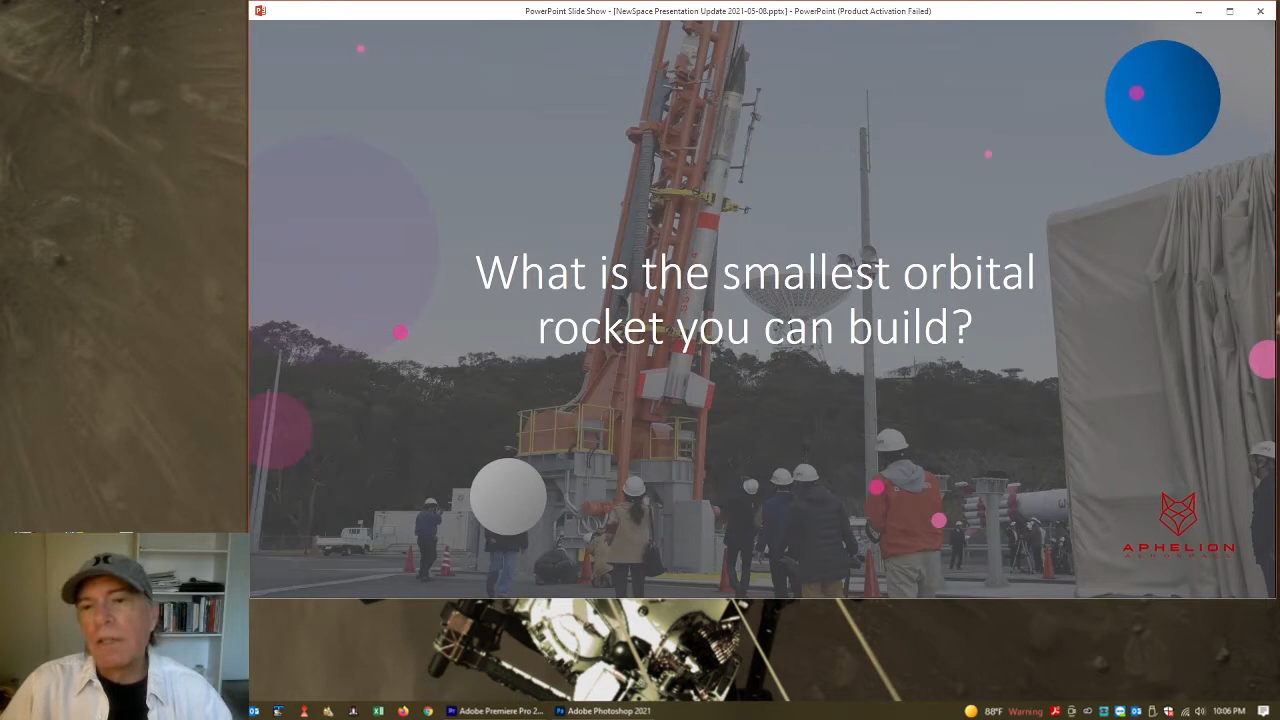 PowerPoint Slide Show - [NewSpace Presentation Update 2021-05-08.pptx] - PowerPoint (Product Activation Failed)
What is the smallest orbital
rocket you can build?
APHELION
AEROSPACE
Adobe Premiere Pro 2...
Adobe Photoshop 2021
88°F Warning
10:06 PM